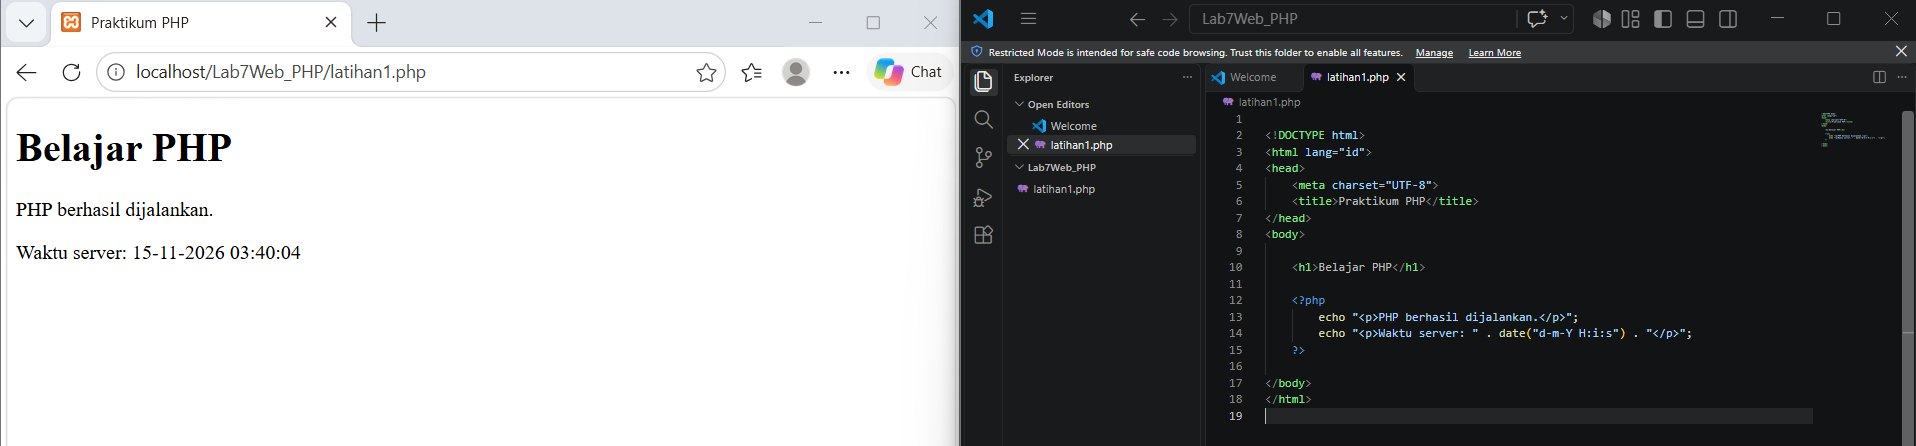 Praktikum PHP
localhost/Lab7Web_PHP/latihan1.php
Chat
Belajar PHP
PHP berhasil dijalankan.
Waktu server: 15-11-2026 03:40:04
Lab7Web_PHP
Restricted Mode is intended for safe code browsing. Trust this folder to enable all features. Manage Learn More
Explorer
Open Editors
Welcome
latihan1.php
Lab7Web_PHP
latihan1.php
Welcome latihan1.php
latihan1.php
1
2 <!DOCTYPE html>
3 <html lang="id">
4 <head>
5 <meta charset="UTF-8">
6 <title>Praktikum PHP</title>
7 </head>
8 <body>
9
10 <h1>Belajar PHP</h1>
11
12 <?php
13 echo "<p>PHP berhasil dijalankan.</p>";
14 echo "<p>Waktu server: " . date("d-m-Y H:i:s") . "</p>";
15 ?>
16
17 </body>
18 </html>
19